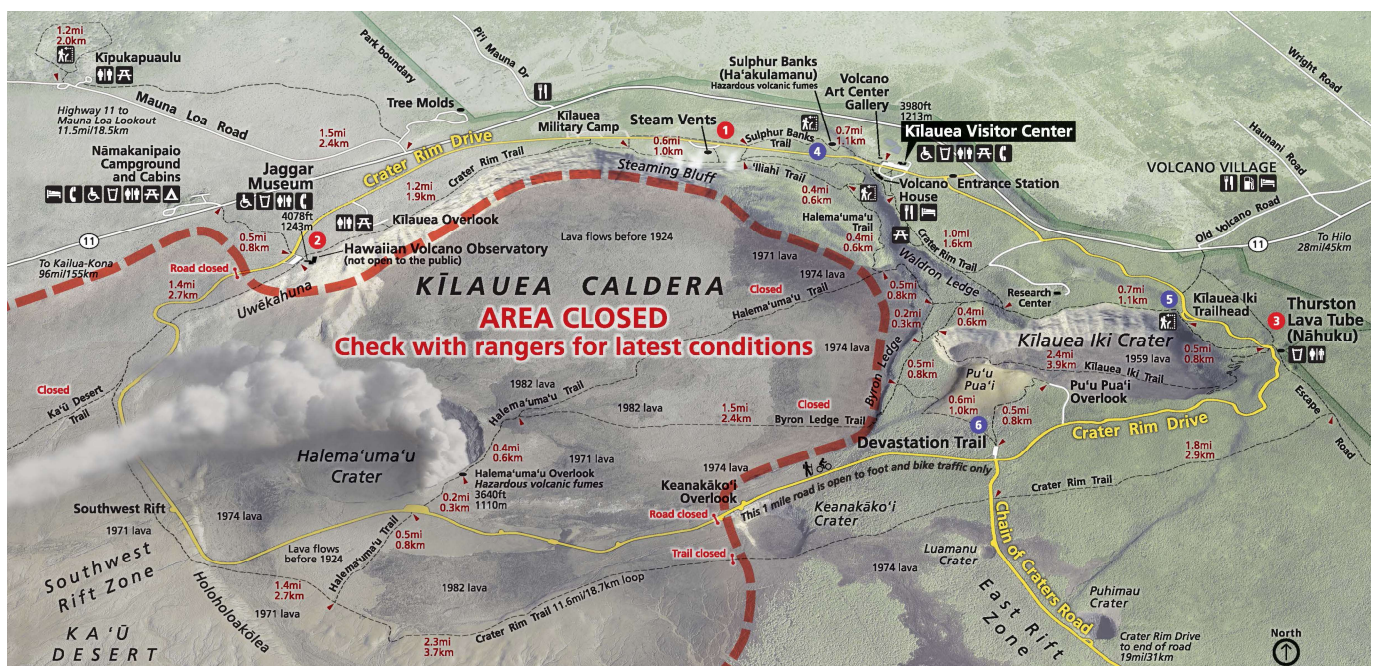 1.2mi
2.0km
Kīpukapuaulu
Park boundary
Pi'i Mauna Dr
Wright Road
Highway 11 to
Mauna Loa Lookout
11.5mi/18.5km
Mauna Loa Road
Tree Molds
Kīlauea
Military Camp
Steam Vents
1
Sulphur Banks
(Ha‘akulamanu)
Hazardous volcanic fumes
Volcano
Art Center
Gallery
3980ft
1213m
Kīlauea Visitor Center
Haunani Road
1.5mi
2.4km
Crater Rim Drive
0.6mi
1.0km
Sulphur Banks
Trail
4
0.7mi
1.1km
Nāmakanipaio
Campground
and Cabins
Jaggar
Museum
4078ft
1243m
1.2mi
1.9km
Crater Rim Trail
Steaming Bluff
‘Iliahi Trail
Volcano
House
Entrance Station
VOLCANO VILLAGE
Old Volcano Road
Kīlauea Overlook
0.4mi
0.6km
Halema‘uma‘u
Trail
0.4mi
0.6km
1.0mi
1.6km
Crater Rim Trail
11
To Kailua-Kona
96mi/155km
0.5mi
0.8km
2
Hawaiian Volcano Observatory
(not open to the public)
Lava flows before 1924
1971 lava
11
To Hilo
28mi/45km
Road closed
1.4mi
2.7km
Uwēkahuna
KĪLAUEA CALDERA
AREA CLOSED
Check with rangers for latest conditions
1974 lava
Closed
Halema‘uma‘u Trail
Waldron Ledge
0.5mi
0.8km
Research
Center
0.2mi
0.3km
0.4mi
0.6km
0.7mi
1.1km
5
Kīlauea Iki
Trailhead
3
Thurston
Lava Tube
(Nāhuku)
1974 lava
Byron Ledge
Kīlauea Iki Crater
2.4mi
3.9km
1959 lava
Kīlauea Iki Trail
0.5mi
0.8km
0.5mi
0.8km
Pu‘u
Pua‘i
Pu‘u Pua‘i
Overlook
Closed
Ka‘ū Desert
Trail
1982 lava
Halema‘uma‘u Trail
1982 lava
1.5mi
2.4km
Closed
Byron Ledge Trail
0.6mi
1.0km
6
0.5mi
0.8km
Escape
Road
Crater Rim Drive
Devastation Trail
1.8mi
2.9km
Halema‘uma‘u
Crater
0.4mi
0.6km
1971 lava
Halema‘uma‘u Overlook
Hazardous volcanic fumes
3640ft
1110m
1974 lava
This 1 mile road is open to foot and bike traffic only
Crater Rim Trail
Keanakāko‘i
Overlook
0.2mi
0.3km
Southwest Rift
1971 lava
1974 lava
Road closed
Keanakāko‘i
Crater
0.5mi
0.8km
Halema‘uma‘u Trail
Lava flows
before 1924
Trail closed
1974 lava
Luamanu
Crater
Chain of Craters Road
Southwest
Rift Zone
1.4mi
2.7km
1982 lava
Crater Rim Trail 11.6mi/18.7km loop
East Rift
Zone
Puhimau
Crater
Holoholoakōlea
1971 lava
KA‘Ū
DESERT
2.3mi
3.7km
Crater Rim Drive
to end of road
19mi/31km
North